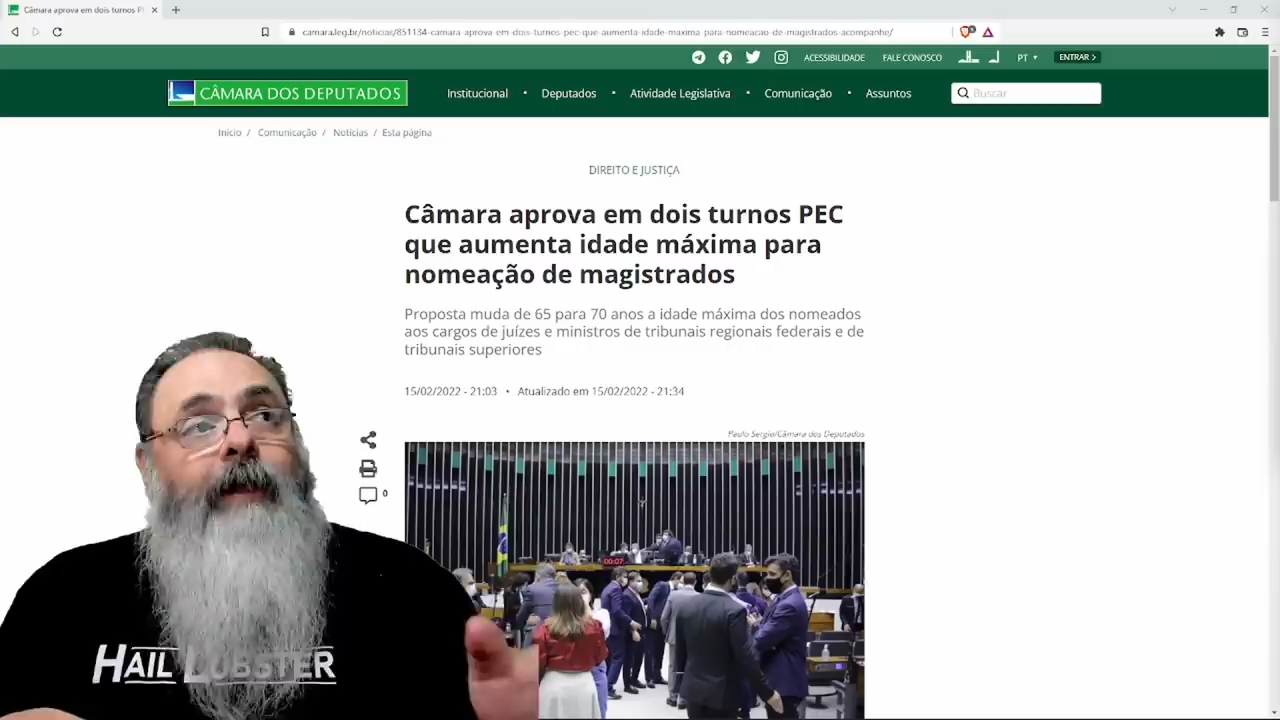 Câmara aprova em dois turnos P
camara.leg.br/noticias/851134-camara-aprova-em-dois-turnos-pec-que-aumenta-idade-maxima-para-nomeacao-de-magistrados-acompanhe/
ACESSIBILIDADE FALE CONOSCO PT ENTRAR
CÂMARA DOS DEPUTADOS Institucional • Deputados • Atividade Legislativa • Comunicação • Assuntos Buscar
Início / Comunicação / Notícias / Esta página
DIREITO E JUSTIÇA
Câmara aprova em dois turnos PEC
que aumenta idade máxima para
nomeação de magistrados
Proposta muda de 65 para 70 anos a idade máxima dos nomeados
aos cargos de juízes e ministros de tribunais regionais federais e de
tribunais superiores
15/02/2022 - 21:03 • Atualizado em 15/02/2022 - 21:34
Paulo Sergio/Câmara dos Deputados
0
00:07
HAIL LOBSTER